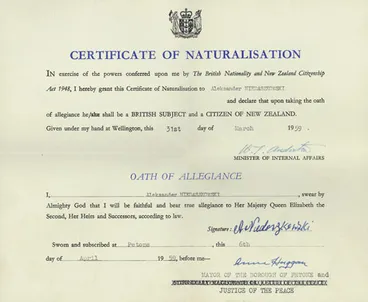 CERTIFICATE OF NATURALISATION
IN exercise of the powers conferred upon me by The British Nationality and New Zealand Citizenship
Act 1948, I hereby grant this Certificate of Naturalisation to Aleksander
and declare that upon taking the oath
of allegiance he/she shall be a BRITISH SUBJECT and a CITIZEN OF NEW ZEALAND.
Given under my hand at Wellington, this 31st day of March 1959.
MINISTER OF INTERNAL AFFAIRS
OATH OF ALLEGIANCE
I, Aleksander , swear by
Almighty God that I will be faithful and bear true allegiance to Her Majesty Queen Elizabeth the
Second, Her Heirs and Successors, according to law.
Signature:
Sworn and subscribed at Petone , this 6th
day of April 1959, before me—
MAYOR OF THE BOROUGH OF PETONE and
JUSTICE OF THE PEACE